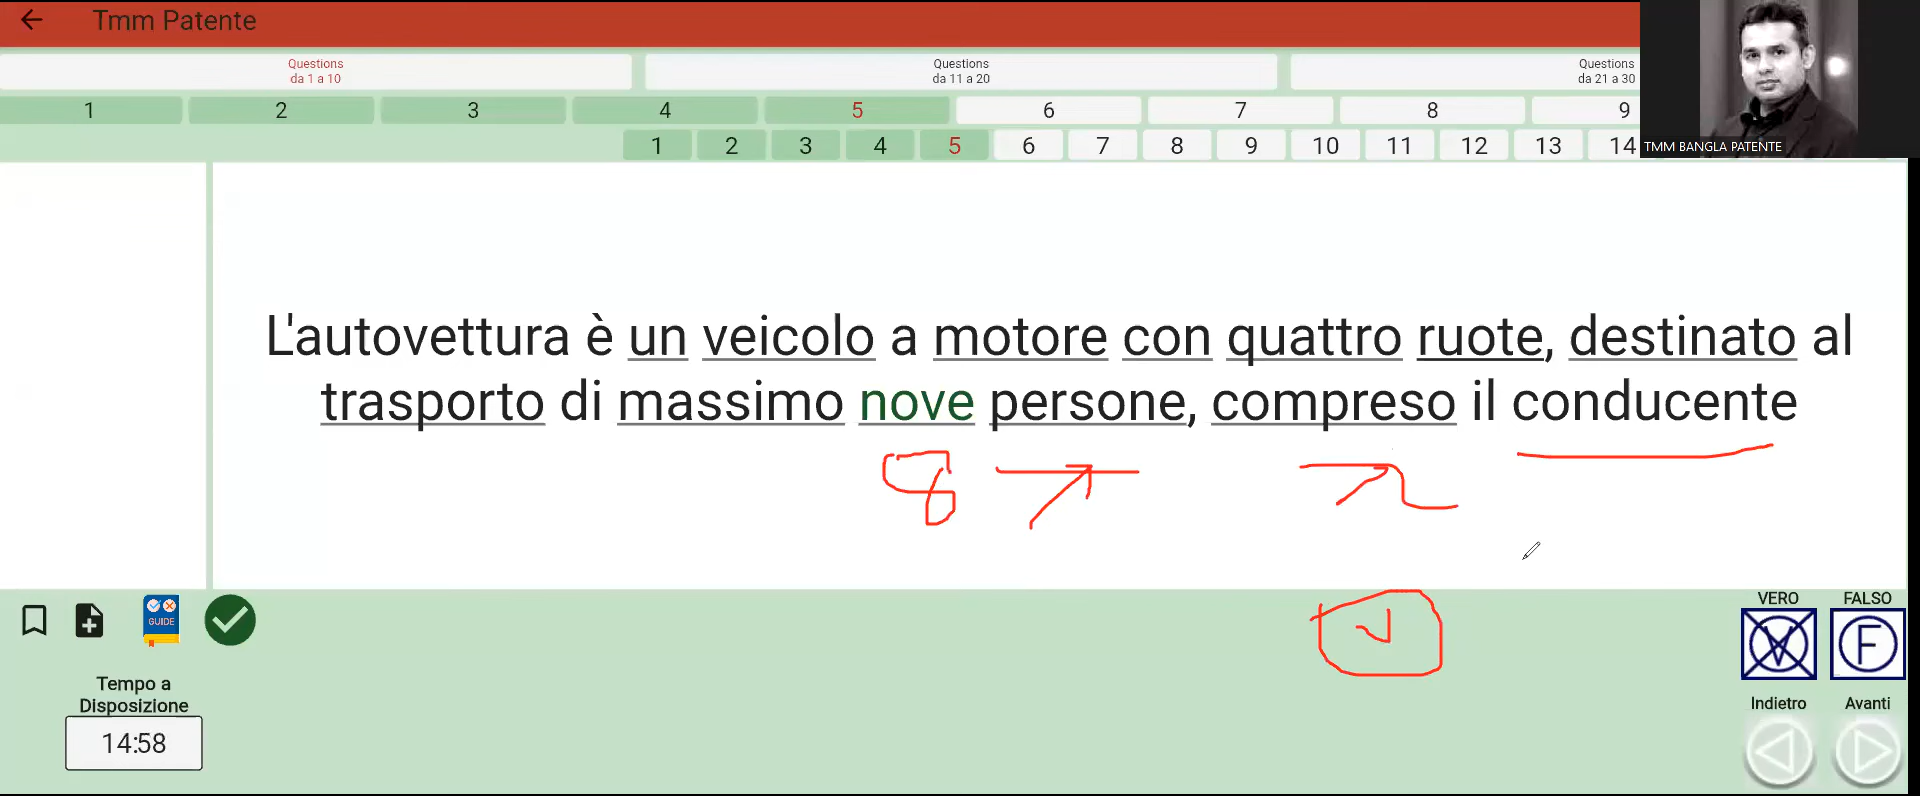 Tmm Patente
Questions
da 1 a 10
Questions
da 11 a 20
Questions
da 21 a 30
1 2 3 4 5 6 7 8 9
1 2 3 4 5 6 7 8 9 10 11 12 13 14
TMM BANGLA PATENTE
L'autovettura è un veicolo a motore con quattro ruote, destinato al
trasporto di massimo nove persone, compreso il conducente
8
GUIDE
VERO FALSO
V F
Tempo a
Disposizione
14:58
Indietro Avanti